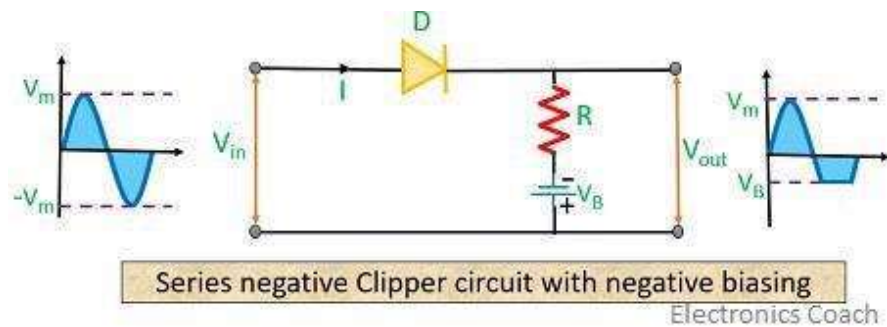 D
I
R
V_m
-V_m
V_in
- V_B
+
V_out
V_m
V_B
Series negative Clipper circuit with negative biasing
Electronics Coach